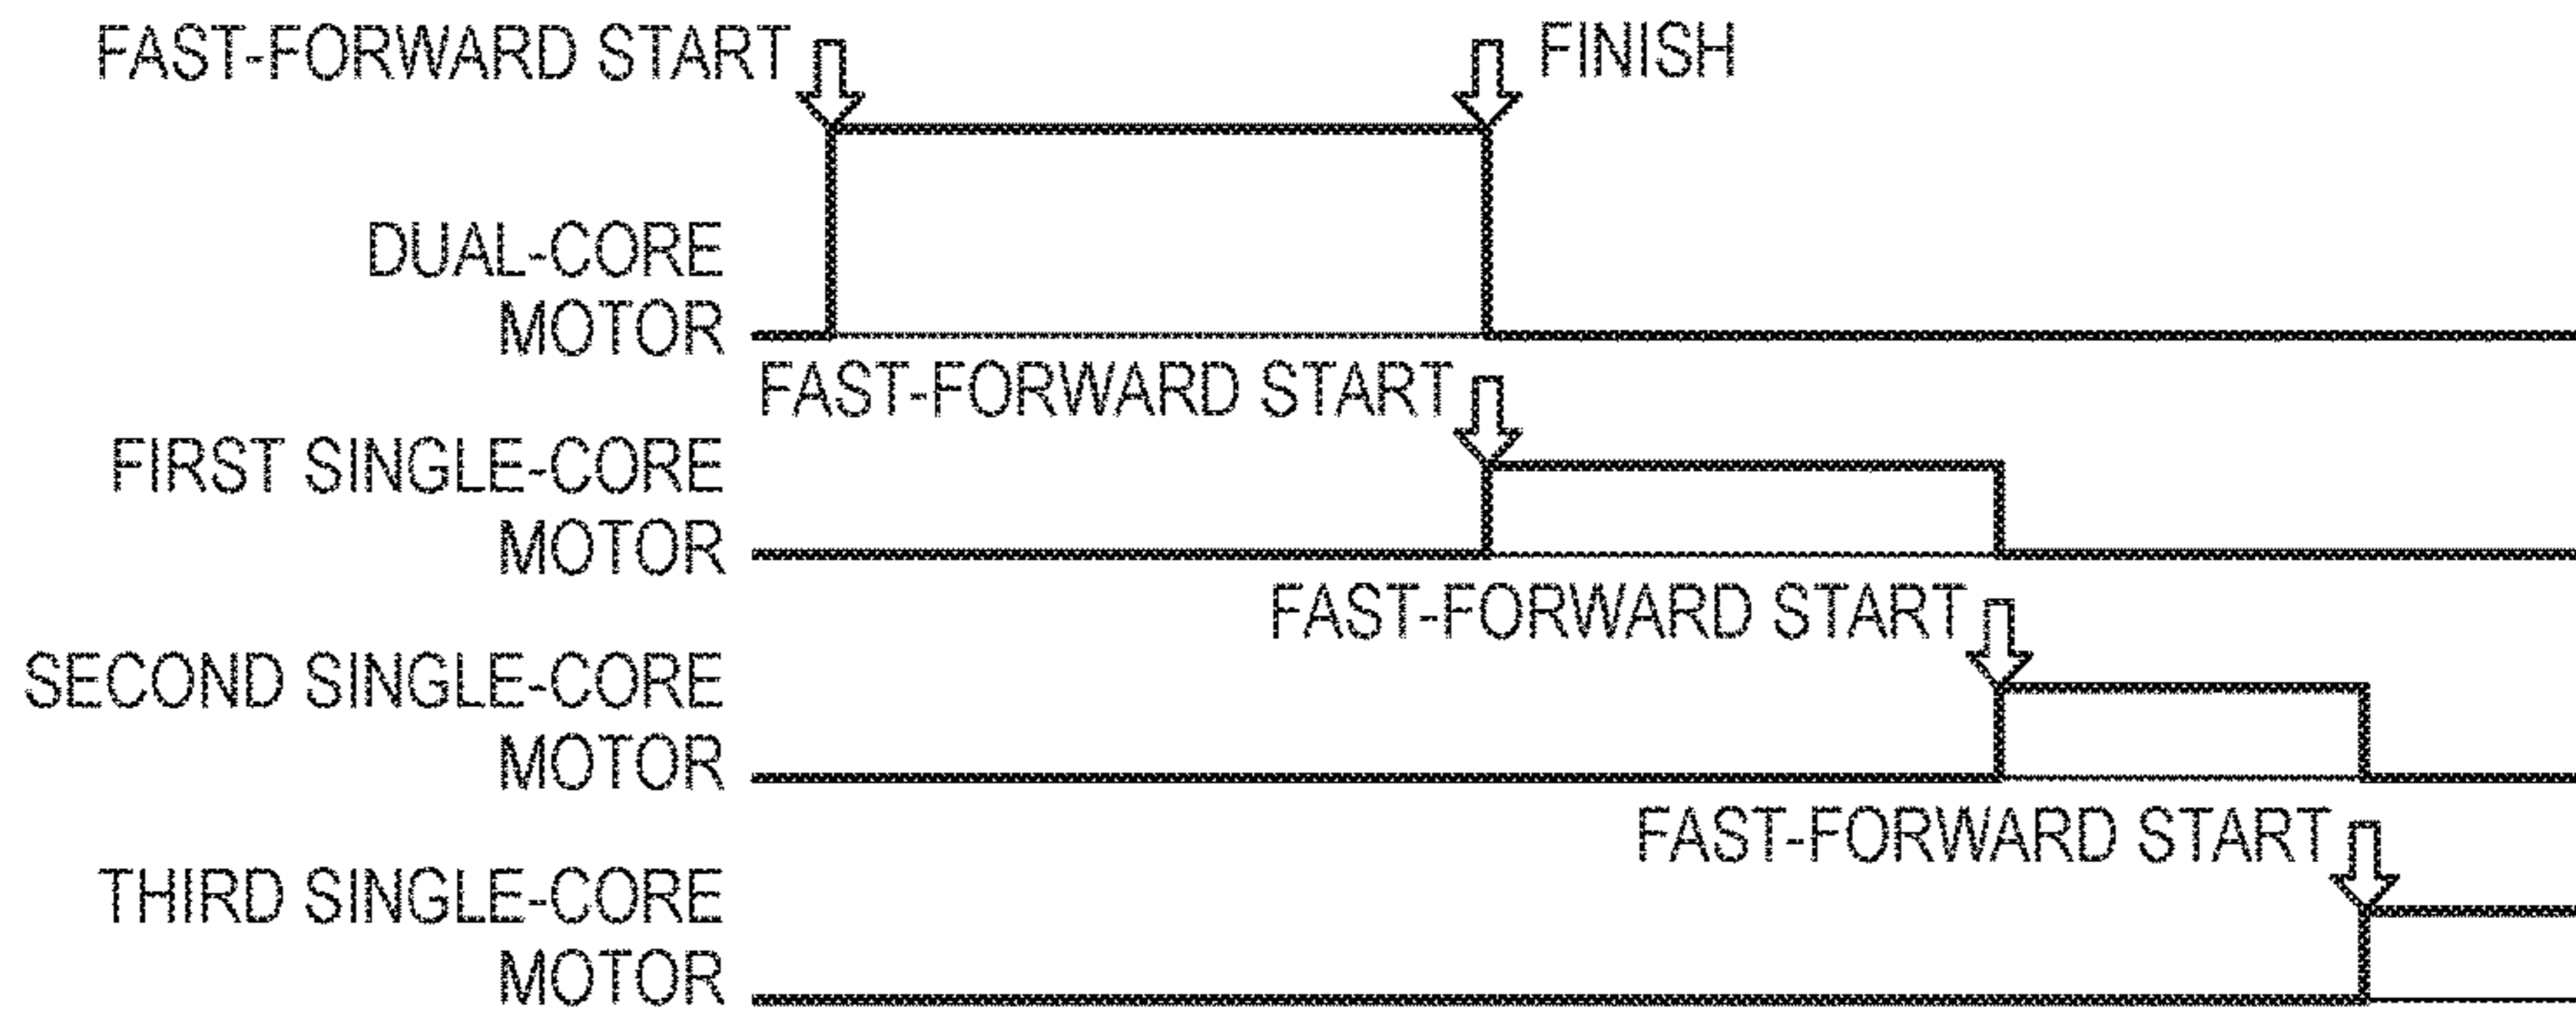 FAST-FORWARD START
FINISH
DUAL-CORE
MOTOR
FAST-FORWARD START
FIRST SINGLE-CORE
MOTOR
FAST-FORWARD START
SECOND SINGLE-CORE
MOTOR
FAST-FORWARD START
THIRD SINGLE-CORE
MOTOR